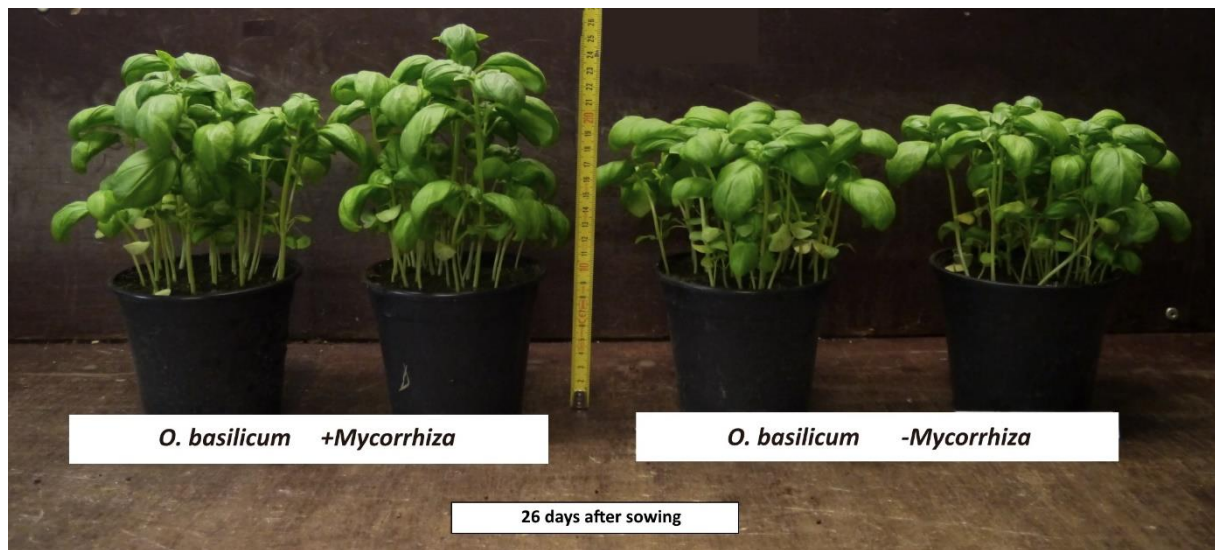 O. basilicum +Mycorrhiza
O. basilicum -Mycorrhiza
26 days after sowing